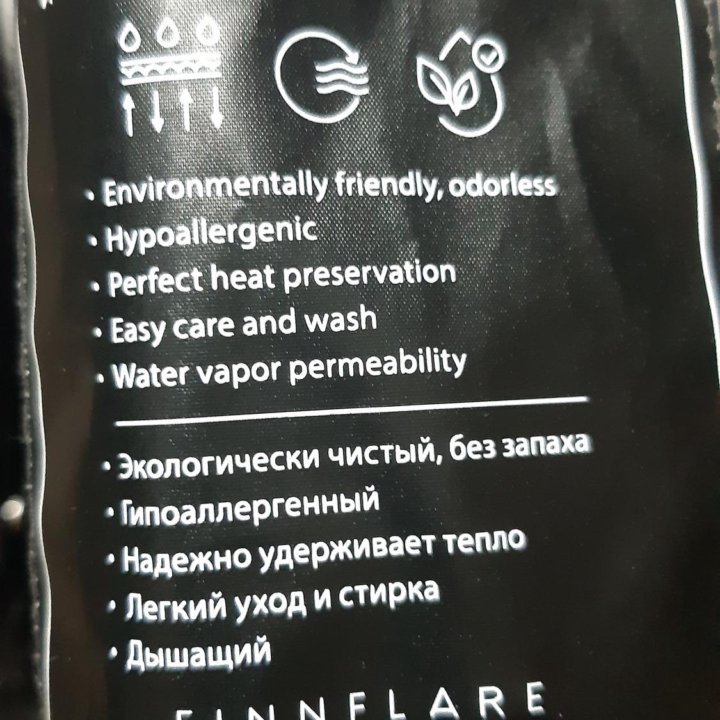 • Environmentally friendly, odorless
• Hypoallergenic
• Perfect heat preservation
• Easy care and wash
• Water vapor permeability
• Экологически чистый, без запаха
• Гипоаллергенный
• Надежно удерживает тепло
• Легкий уход и стирка
• Дышащий
FINNFLARE